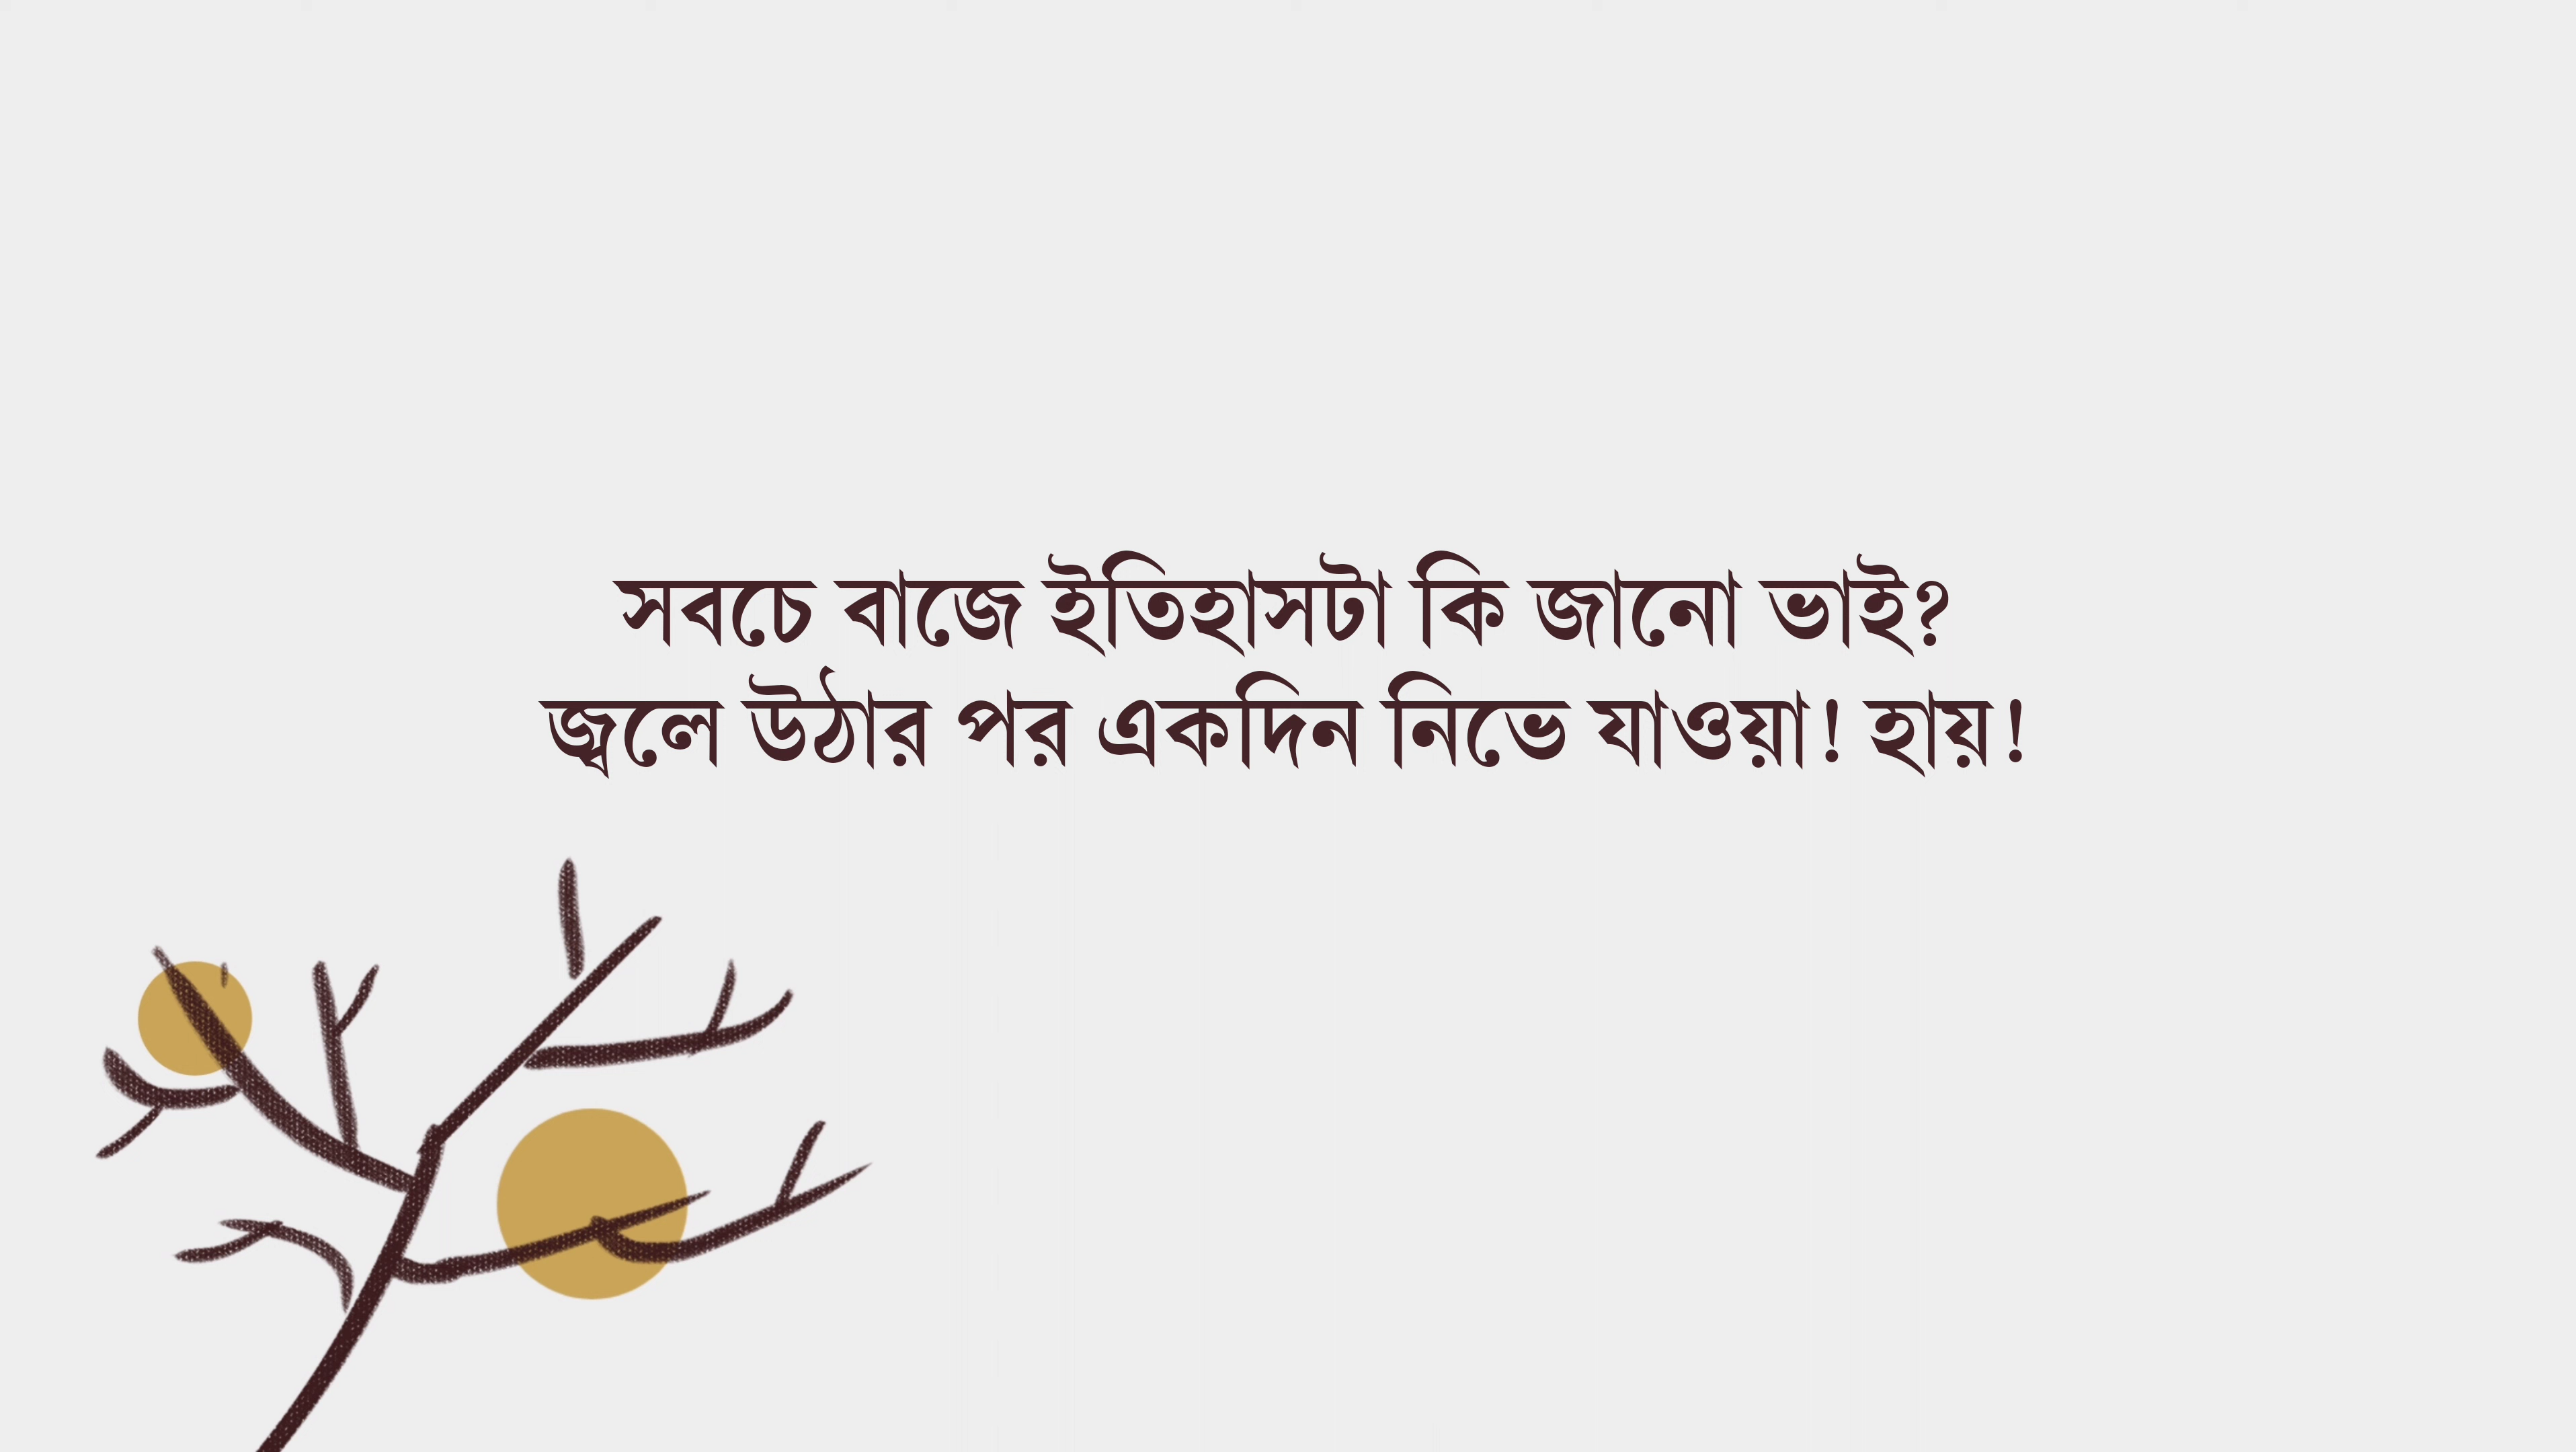 সবচে বাজে ইতিহাসটা কি জানো ভাই?
জ্বলে উঠার পর একদিন নিভে যাওয়া! হায়!